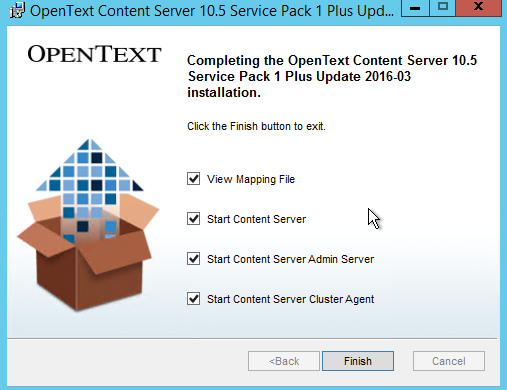 OpenText Content Server 10.5 Service Pack 1 Plus Upd...
OPENTEXT
Completing the OpenText Content Server 10.5
Service Pack 1 Plus Update 2016-03
installation.
Click the Finish button to exit.
View Mapping File
Start Content Server
Start Content Server Admin Server
Start Content Server Cluster Agent
<Back
Finish
Cancel